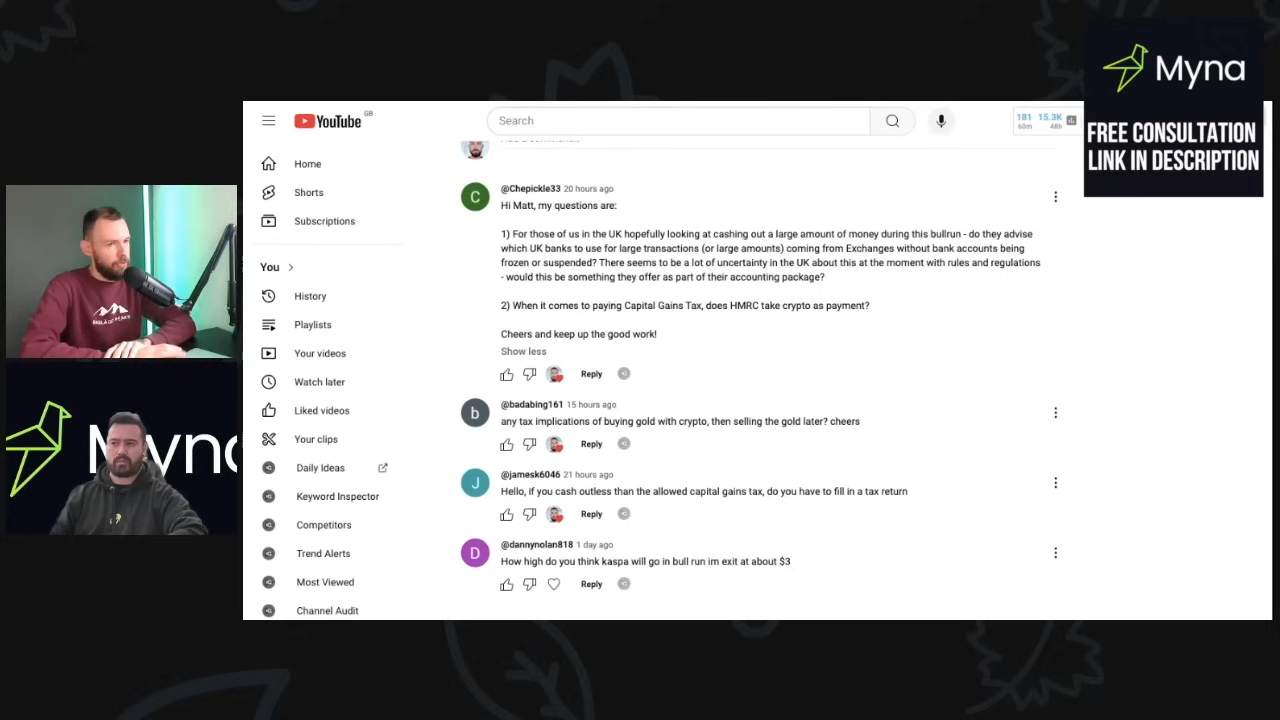 Myna
FREE CONSULTATION
LINK IN DESCRIPTION
YouTube GB
Search
181 15.3K
60m 48h
Home
Shorts
Subscriptions
You
History
Playlists
Your videos
Watch later
Liked videos
Your clips
Daily Ideas
Keyword Inspector
Competitors
Trend Alerts
Most Viewed
Channel Audit
C
@Chepickle33 20 hours ago
Hi Matt, my questions are:
1) For those of us in the UK hopefully looking at cashing out a large amount of money during this bullrun - do they advise
which UK banks to use for large transactions (or large amounts) coming from Exchanges without bank accounts being
frozen or suspended? There seems to be a lot of uncertainty in the UK about this at the moment with rules and regulations
- would this be something they offer as part of their accounting package?
2) When it comes to paying Capital Gains Tax, does HMRC take crypto as payment?
Cheers and keep up the good work!
Show less
Reply
b
@badabing161 15 hours ago
any tax implications of buying gold with crypto, then selling the gold later? cheers
Reply
J
@jamesk6046 21 hours ago
Hello, if you cash outless than the allowed capital gains tax, do you have to fill in a tax return
Reply
D
@dannynolan818 1 day ago
How high do you think kaspa will go in bull run im exit at about $3
Reply